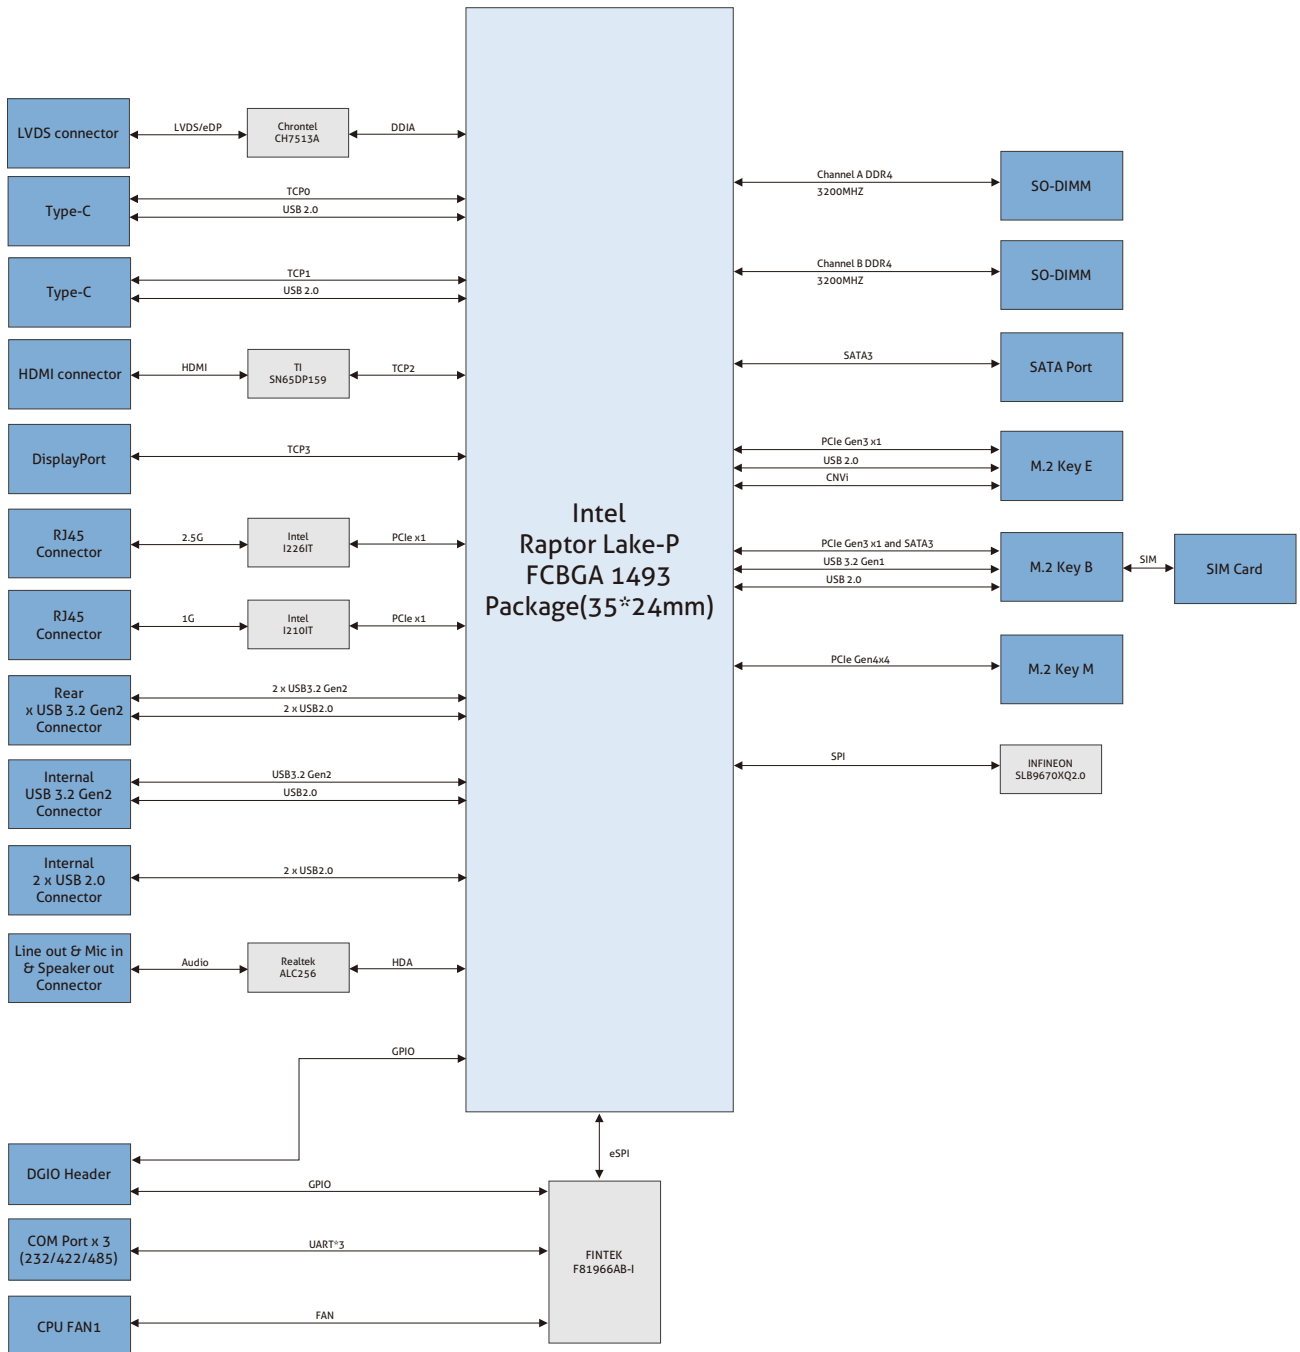 LVDS connector
LVDS/eDP
Chrontel
CH7513A
DDIA
Type-C
TCP0
USB 2.0
Type-C
TCP1
USB 2.0
HDMI connector
HDMI
TI
SN65DP159
TCP2
DisplayPort
TCP3
RJ45
Connector
2.5G
Intel
I226IT
PCIe x1
RJ45
Connector
1G
Intel
I210IT
PCIe x1
Rear
x USB 3.2 Gen2
Connector
2 x USB3.2 Gen2
2 x USB2.0
Internal
USB 3.2 Gen2
Connector
USB3.2 Gen2
USB2.0
Internal
2 x USB 2.0
Connector
2 x USB2.0
Line out & Mic in
& Speaker out
Connector
Audio
Realtek
ALC256
HDA
GPIO
DGIO Header
GPIO
COM Port x 3
(232/422/485)
UART*3
CPU FAN1
FAN
Intel
Raptor Lake-P
FCBGA 1493
Package(35*24mm)
eSPI
FINTEK
F81966AB-I
Channel A DDR4
3200MHZ
SO-DIMM
Channel B DDR4
3200MHZ
SO-DIMM
SATA3
SATA Port
PCIe Gen3 x1
USB 2.0
CNVi
M.2 Key E
PCIe Gen3 x1 and SATA3
USB 3.2 Gen1
USB 2.0
M.2 Key B
SIM
SIM Card
PCIe Gen4x4
M.2 Key M
SPI
INFINEON
SLB9670XQ2.0